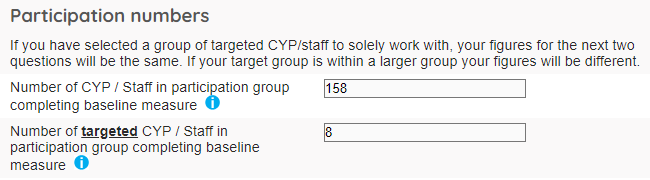 Participation numbers
If you have selected a group of targeted CYP/staff to solely work with, your figures for the next two
questions will be the same. If your target group is within a larger group your figures will be different.
Number of CYP / Staff in participation group
completing baseline measure i
158
Number of targeted CYP / Staff in
participation group completing baseline
measure i
8